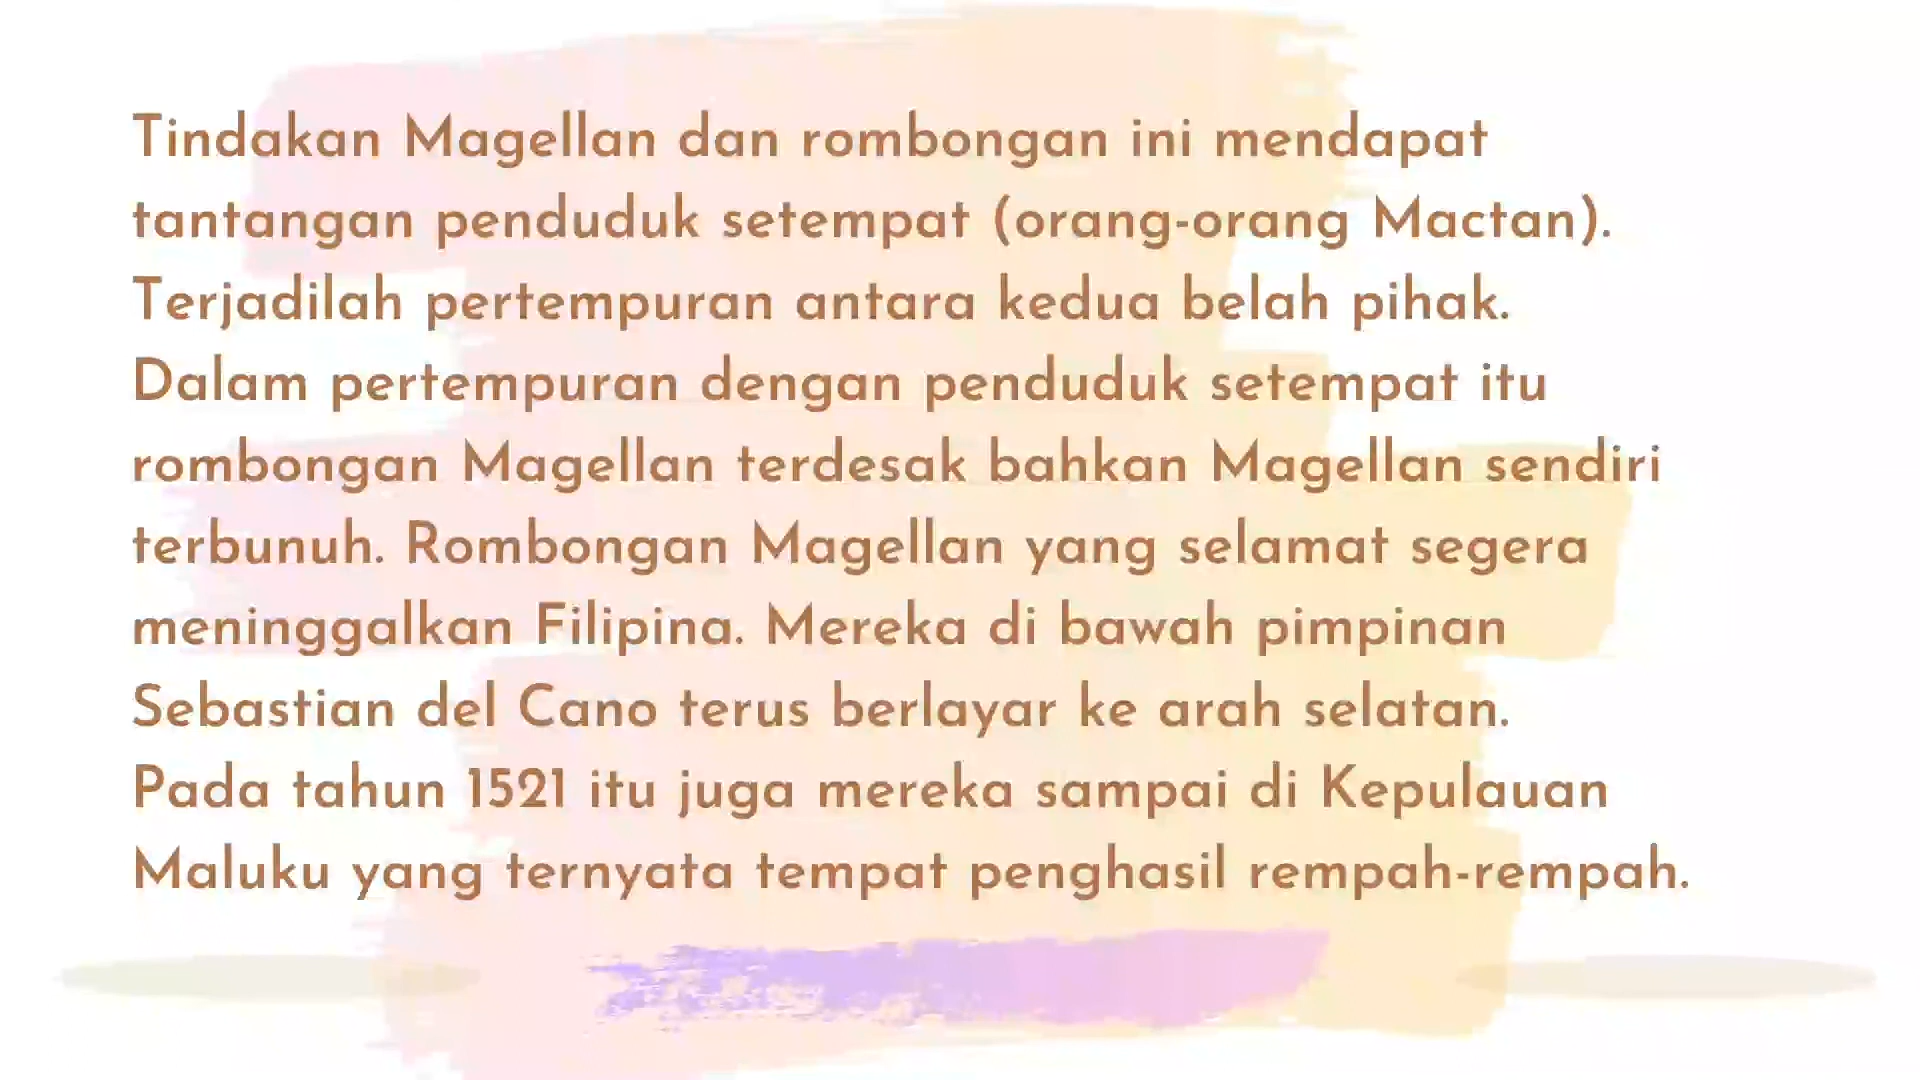 Tindakan Magellan dan rombongan ini mendapat
tantangan penduduk setempat (orang-orang Mactan).
Terjadilah pertempuran antara kedua belah pihak.
Dalam pertempuran dengan penduduk setempat itu
rombongan Magellan terdesak bahkan Magellan sendiri
terbunuh. Rombongan Magellan yang selamat segera
meninggalkan Filipina. Mereka di bawah pimpinan
Sebastian del Cano terus berlayar ke arah selatan.
Pada tahun 1521 itu juga mereka sampai di Kepulauan
Maluku yang ternyata tempat penghasil rempah-rempah.